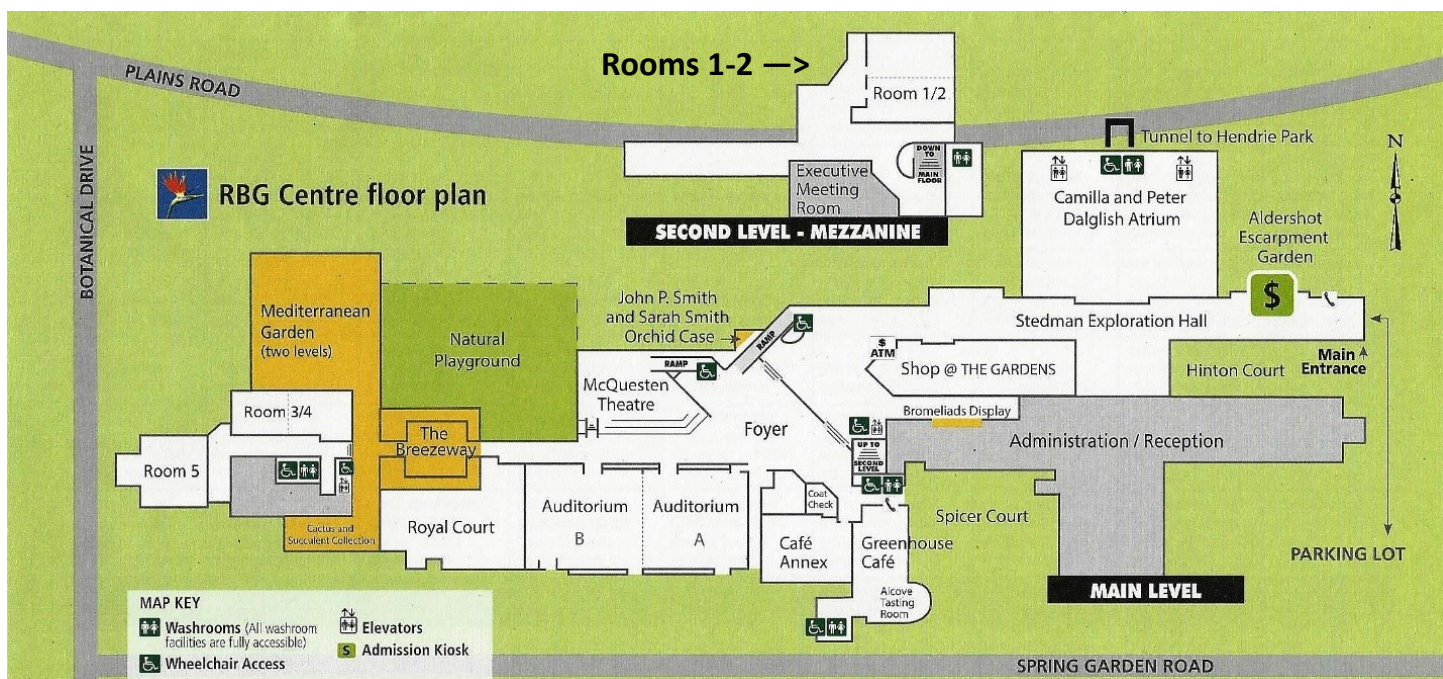 Rooms 1-2 —>
PLAINS ROAD
BOTANICAL DRIVE
Room 1/2
DOWN TO
MAIN FLOOR
Executive
Meeting
Room
SECOND LEVEL - MEZZANINE
RBG Centre floor plan
Tunnel to Hendrie Park
N
Camilla and Peter
Dalglish Atrium
Aldershot
Escarpment
Garden
$
Mediterranean
Garden
(two levels)
Natural
Playground
John P. Smith
and Sarah Smith
Orchid Case
RAMP
RAMP
Stedman Exploration Hall
$
ATM
Shop @ THE GARDENS
Main
Entrance
Hinton Court
McQuesten
Theatre
Room 3/4
The
Breezeway
Foyer
Bromeliads Display
Administration / Reception
UP TO
SECOND
LEVEL
Room 5
Cactus and
Succulent Collection
Royal Court
Auditorium
B
Auditorium
A
Coat
Check
Café
Annex
Greenhouse
Café
Spicer Court
Alcove
Tasting
Room
PARKING LOT
MAIN LEVEL
MAP KEY
Washrooms (All washroom
facilities are fully accessible)
Wheelchair Access
Elevators
$ Admission Kiosk
SPRING GARDEN ROAD